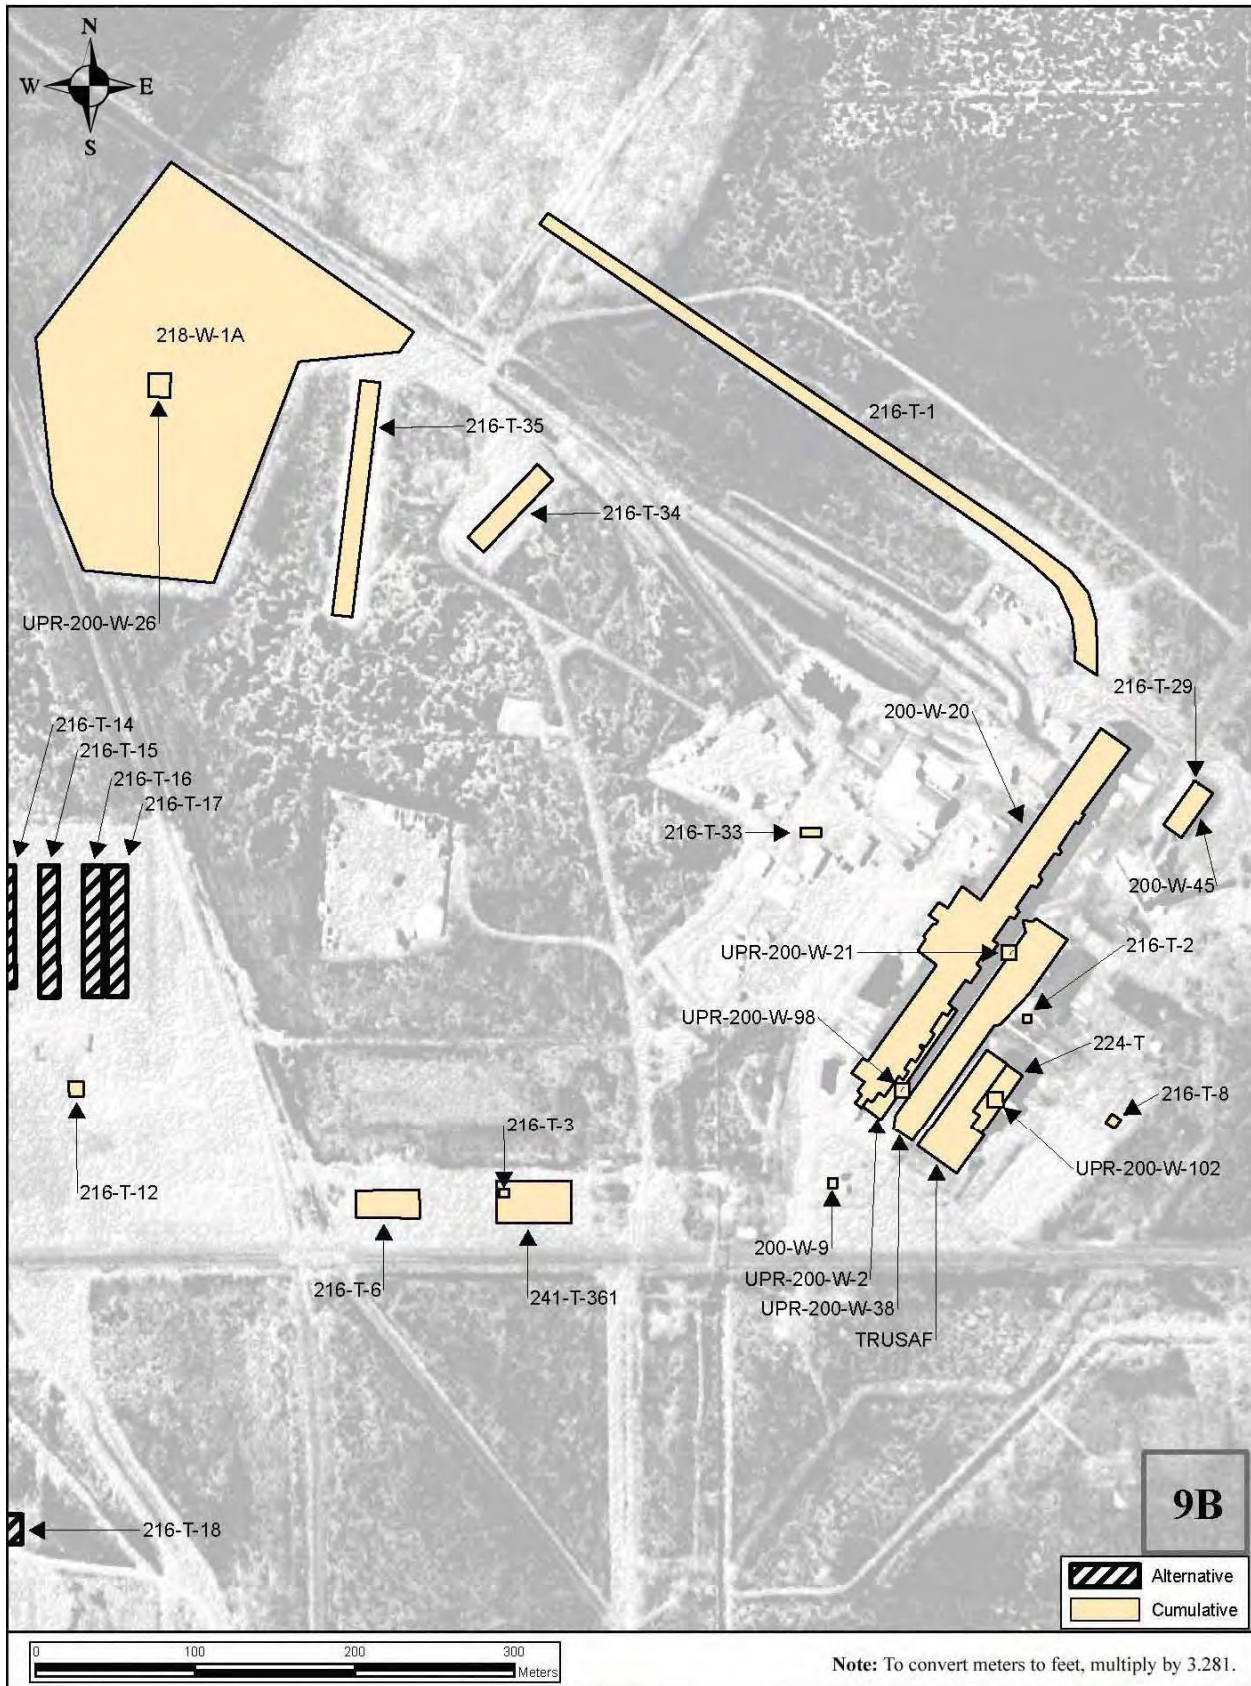 N
W E
S
218-W-1A
216-T-1
216-T-35
216-T-34
UPR-200-W-26
216-T-29
200-W-20
216-T-14
216-T-15
216-T-16
216-T-17
216-T-33
200-W-45
UPR-200-W-21
216-T-2
UPR-200-W-98
224-T
216-T-8
216-T-3
UPR-200-W-102
216-T-12
200-W-9
UPR-200-W-2
216-T-6
241-T-361
UPR-200-W-38
TRUSAF
9B
216-T-18
Alternative
Cumulative
0 100 200 300
Meters
Note: To convert meters to feet, multiply by 3.281.